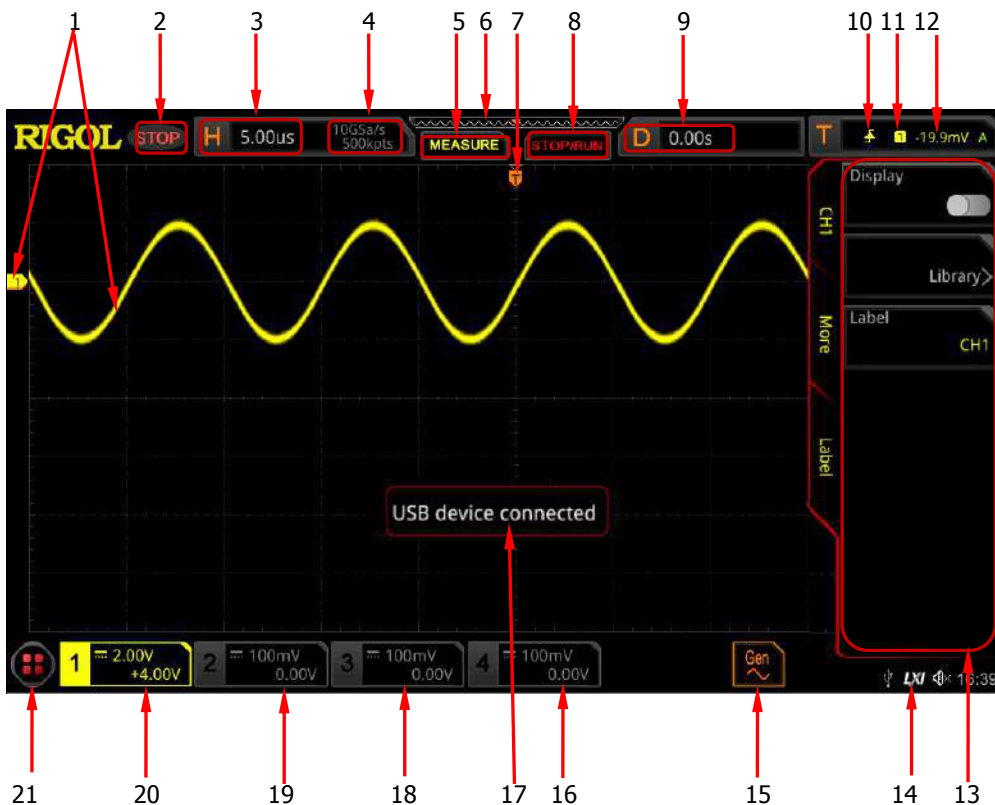 1 2 3 4 6 7 5 8 9 10 11 12
RIGOL STOP H 5.00us 10GSa/s 500kpts MEASURE STOP/RUN D 0.00s T 1 -19.9mV A
T
1
CH1
More
Label
Display
Library>
Label
CH1
USB device connected
1 2.00V +4.00V
2 100mV 0.00V
3 100mV 0.00V
4 100mV 0.00V
Gen
LXI 16:39
21 20 19 18 17 16 15 14 13